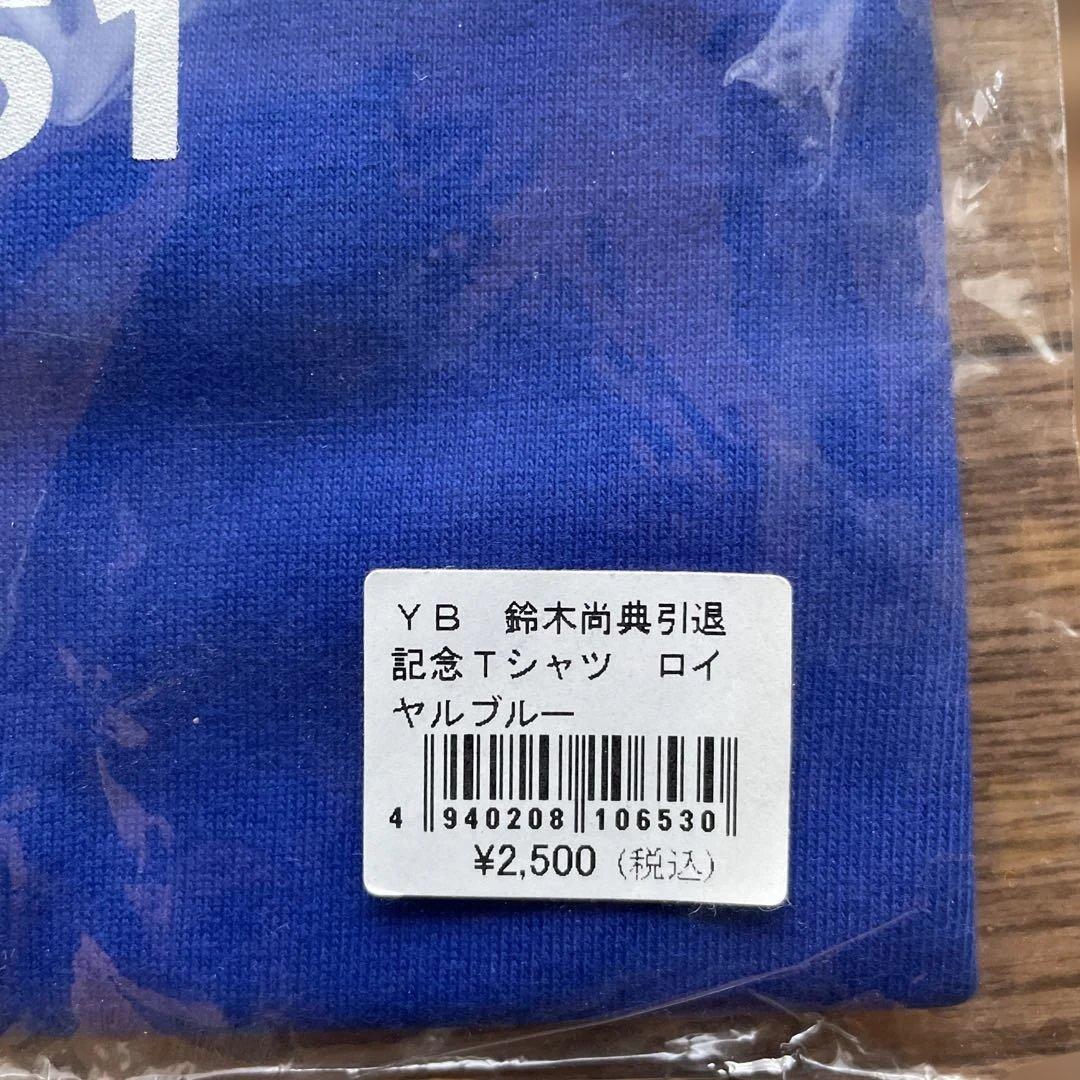 51
ＹＢ　鈴木尚典引退
記念Ｔシャツ　ロイ
ヤルブルー
4 940208 106530
¥2,500 (税込)